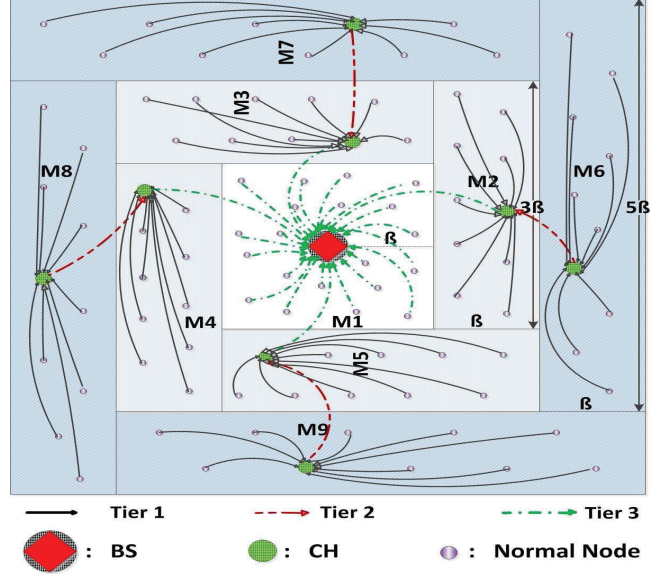 M7
M3
M8
M2
M6
3ß
5ß
ß
M4
M1
ß
M5
ß
M9
Tier 1
Tier 2
Tier 3
: BS
: CH
: Normal Node